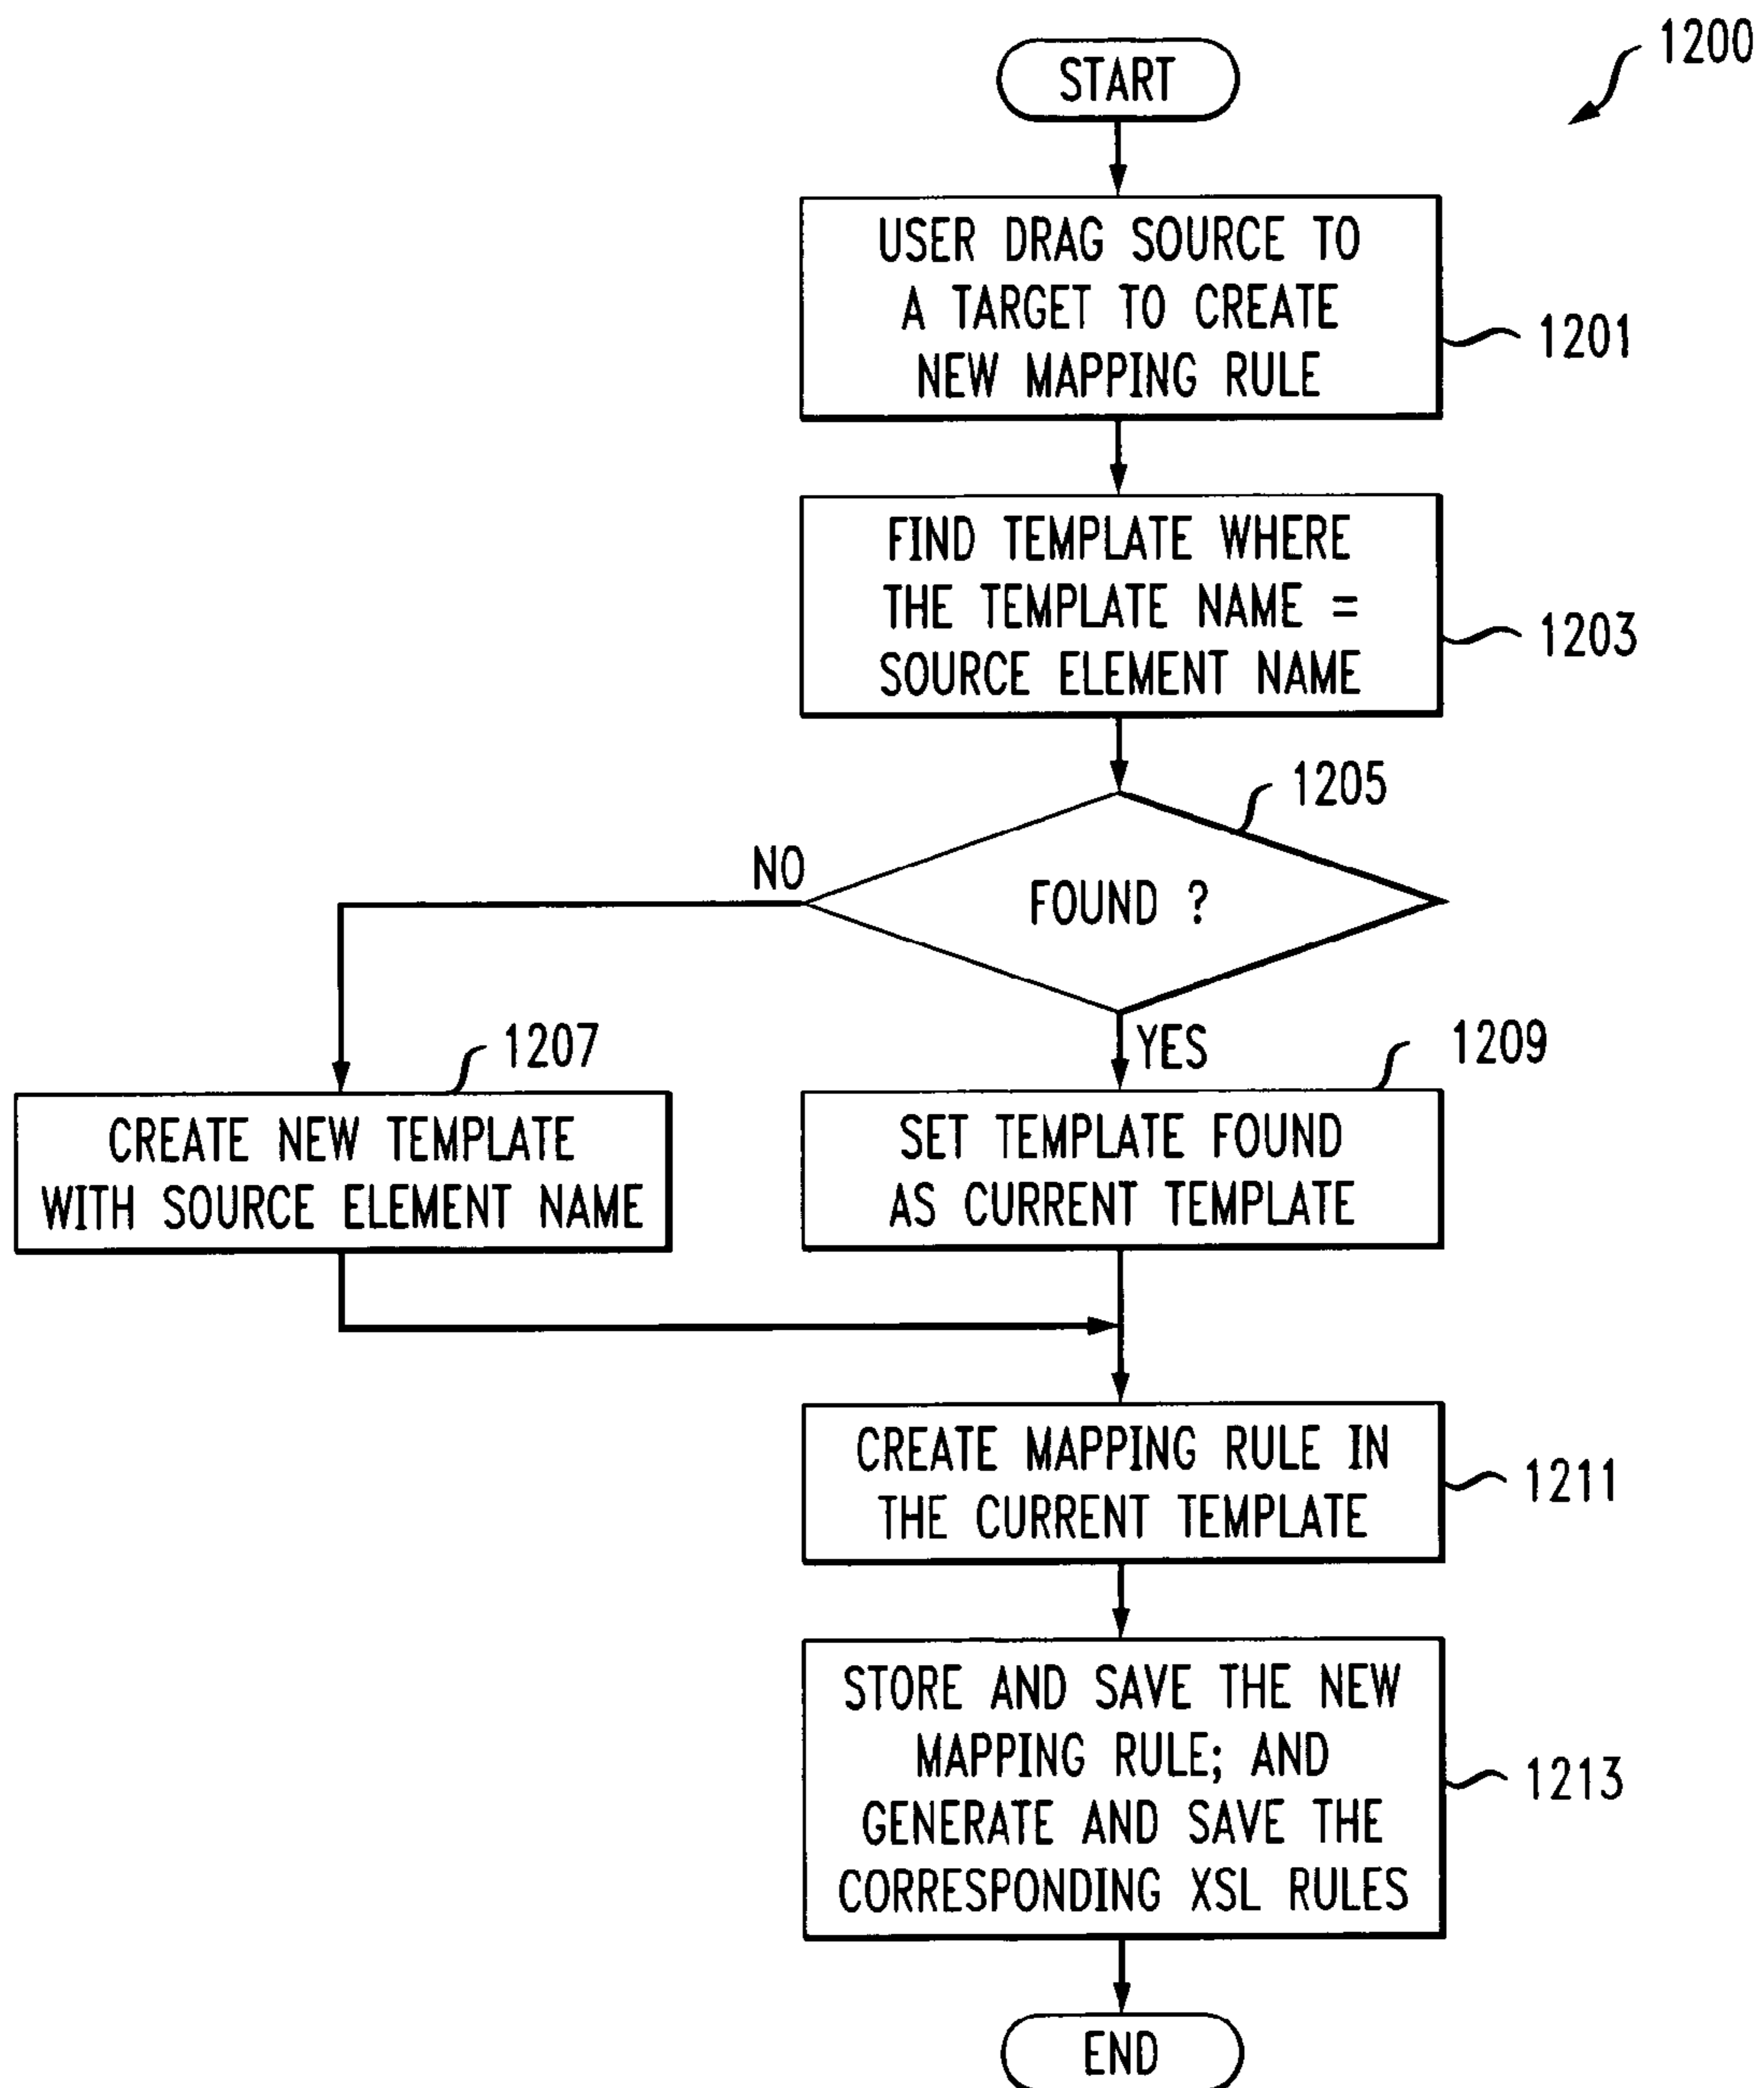 1200
START
USER DRAG SOURCE TO
A TARGET TO CREATE
NEW MAPPING RULE
1201
FIND TEMPLATE WHERE
THE TEMPLATE NAME =
SOURCE ELEMENT NAME
1203
1205
FOUND ?
NO
YES
1207
CREATE NEW TEMPLATE
WITH SOURCE ELEMENT NAME
1209
SET TEMPLATE FOUND
AS CURRENT TEMPLATE
CREATE MAPPING RULE IN
THE CURRENT TEMPLATE
1211
STORE AND SAVE THE NEW
MAPPING RULE; AND
GENERATE AND SAVE THE
CORRESPONDING XSL RULES
1213
END